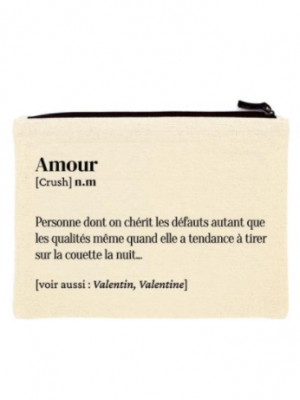 Amour
[Crush] n.m
Personne dont on chérit les défauts autant que
les qualités même quand elle a tendance à tirer
sur la couette la nuit...
[voir aussi : Valentin, Valentine]